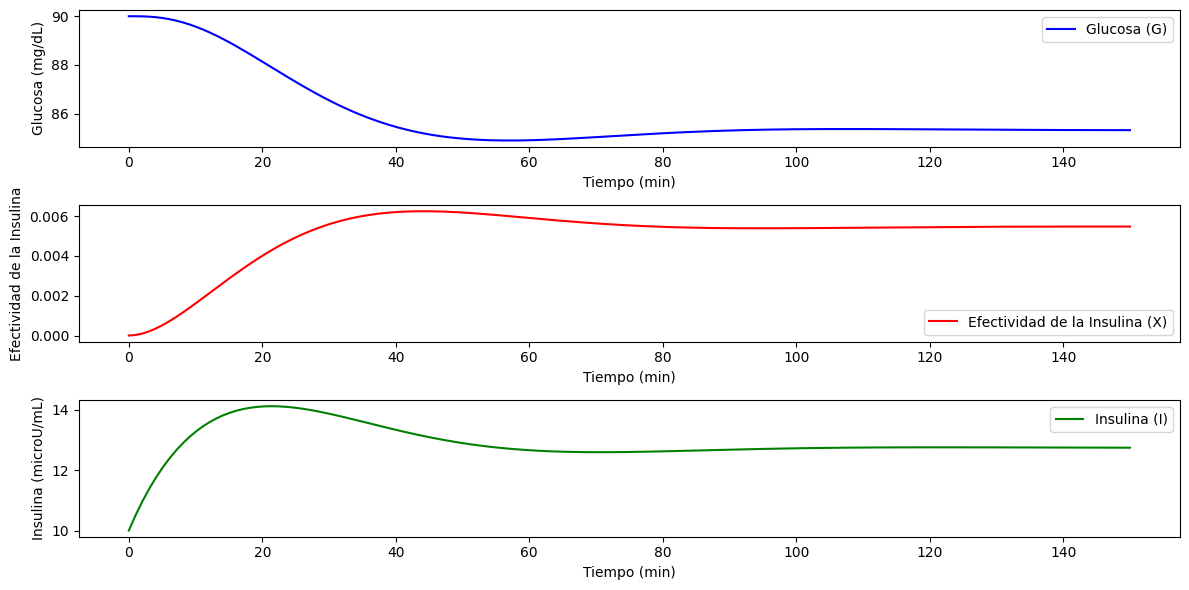 Glucosa (mg/dL)
90
88
86
Glucosa (G)
0 20 40 60 80 100 120 140
Tiempo (min)
Efectividad de la Insulina
0.006
0.004
0.002
0.000
Efectividad de la Insulina (X)
0 20 40 60 80 100 120 140
Tiempo (min)
Insulina (microU/mL)
14
12
10
Insulina (I)
0 20 40 60 80 100 120 140
Tiempo (min)